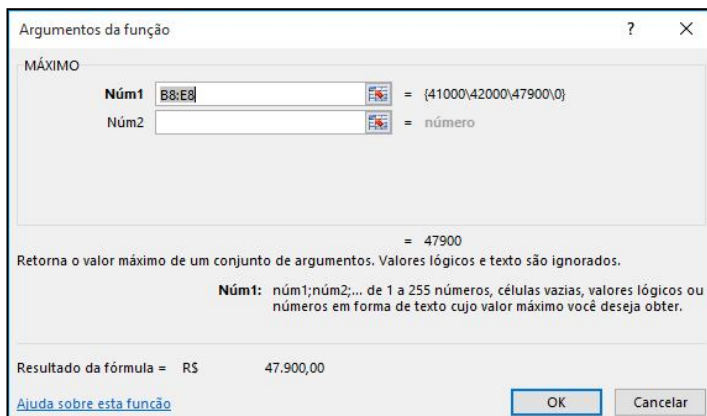 Argumentos da função ? X
MÁXIMO
Núm1 B8:E8 = {41000\42000\47900\0}
Núm2 = número
= 47900
Retorna o valor máximo de um conjunto de argumentos. Valores lógicos e texto são ignorados.
Núm1: núm1;núm2;... de 1 a 255 números, células vazias, valores lógicos ou
números em forma de texto cujo valor máximo você deseja obter.
Resultado da fórmula = R$ 47.900,00
Ajuda sobre esta função OK Cancelar